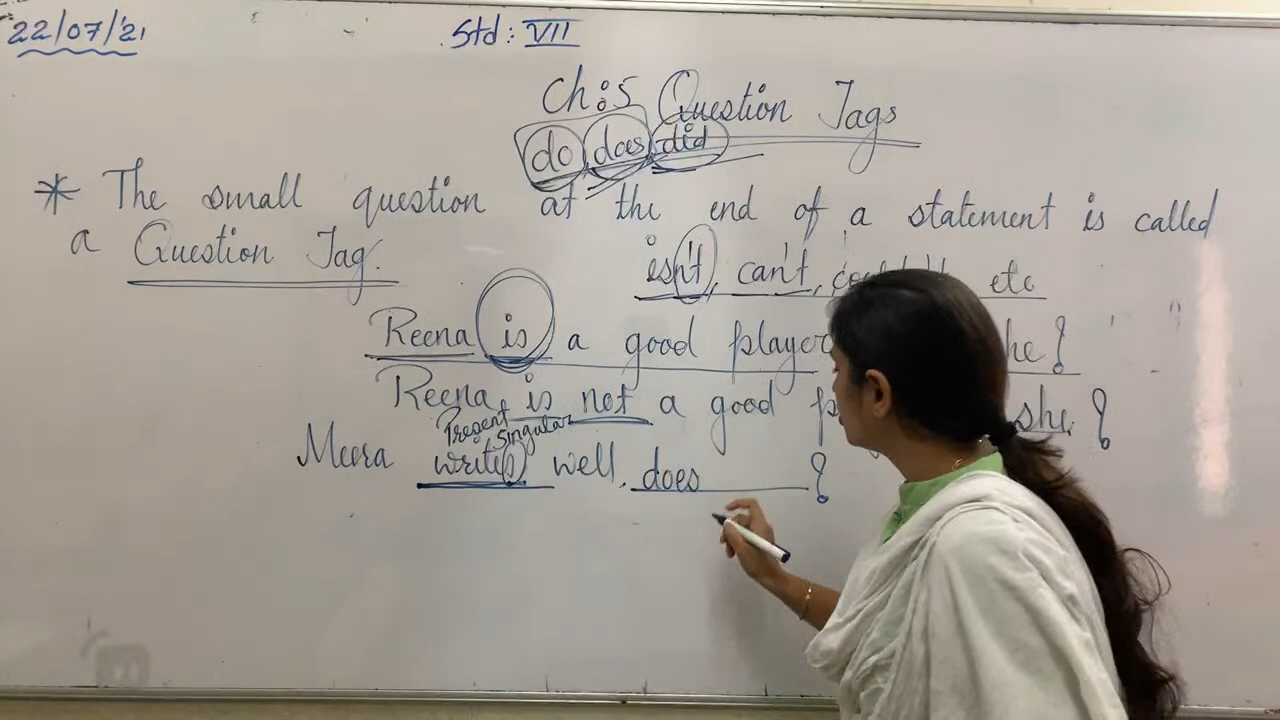 22/07/21
Std: VII
Ch:5 Question Tags
do, does, did
* The small question at the end of a statement is called
a Question Tag.
isn't, can't, etc
Reena is a good player he?
Reena is not a good she?
Present Singular
Meera writes well, does ?